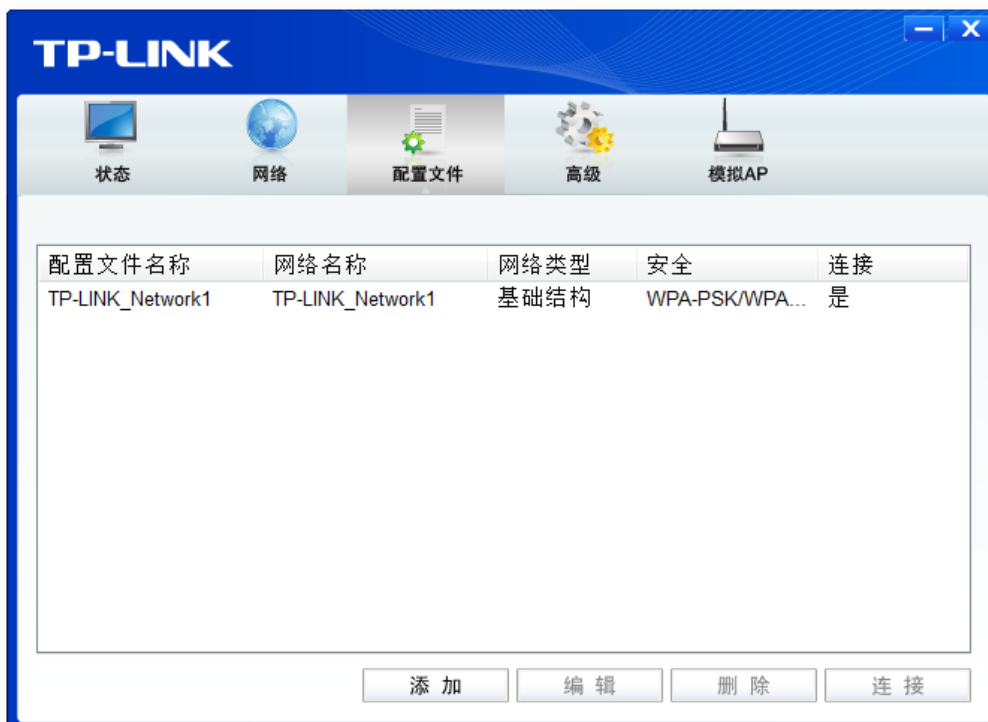 TP-LINK
状态 网络 配置文件 高级 模拟AP
配置文件名称 网络名称 网络类型 安全 连接
TP-LINK_Network1 TP-LINK_Network1 基础结构 WPA-PSK/WPA... 是
添加 编辑 删除 连接